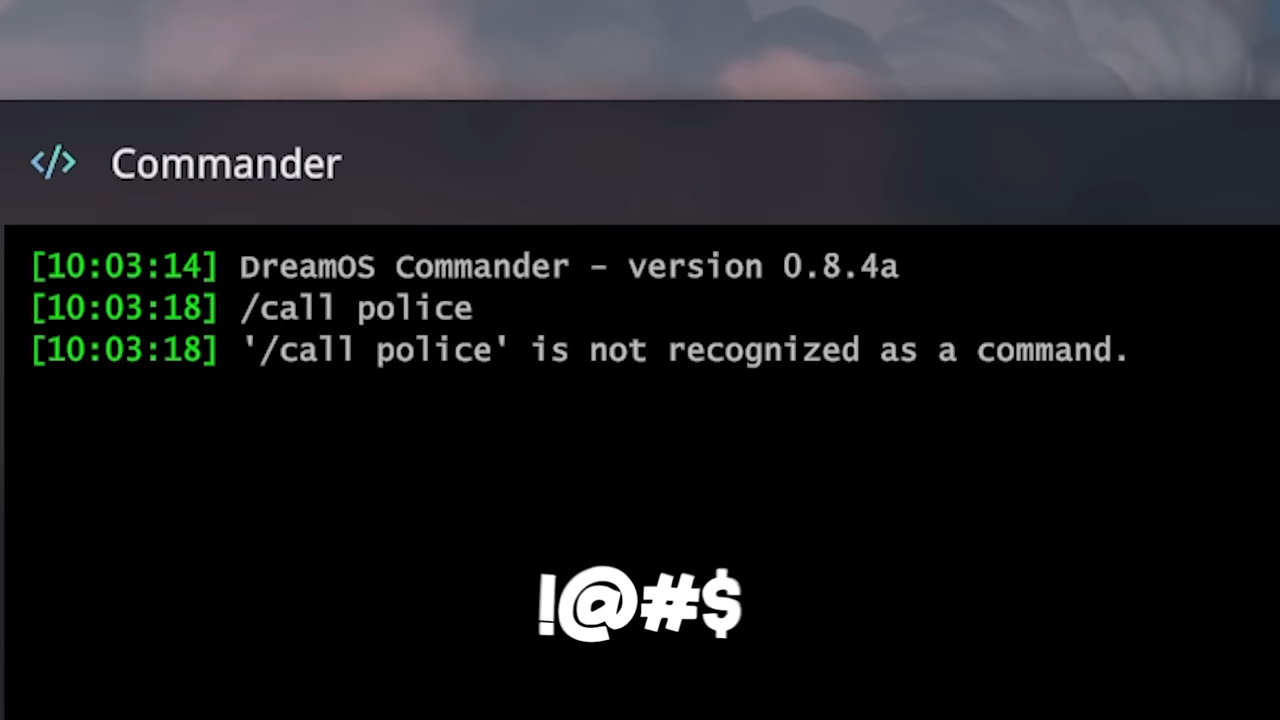 </> Commander
[10:03:14] DreamOS Commander - version 0.8.4a
[10:03:18] /call police
[10:03:18] '/call police' is not recognized as a command.
!@#$